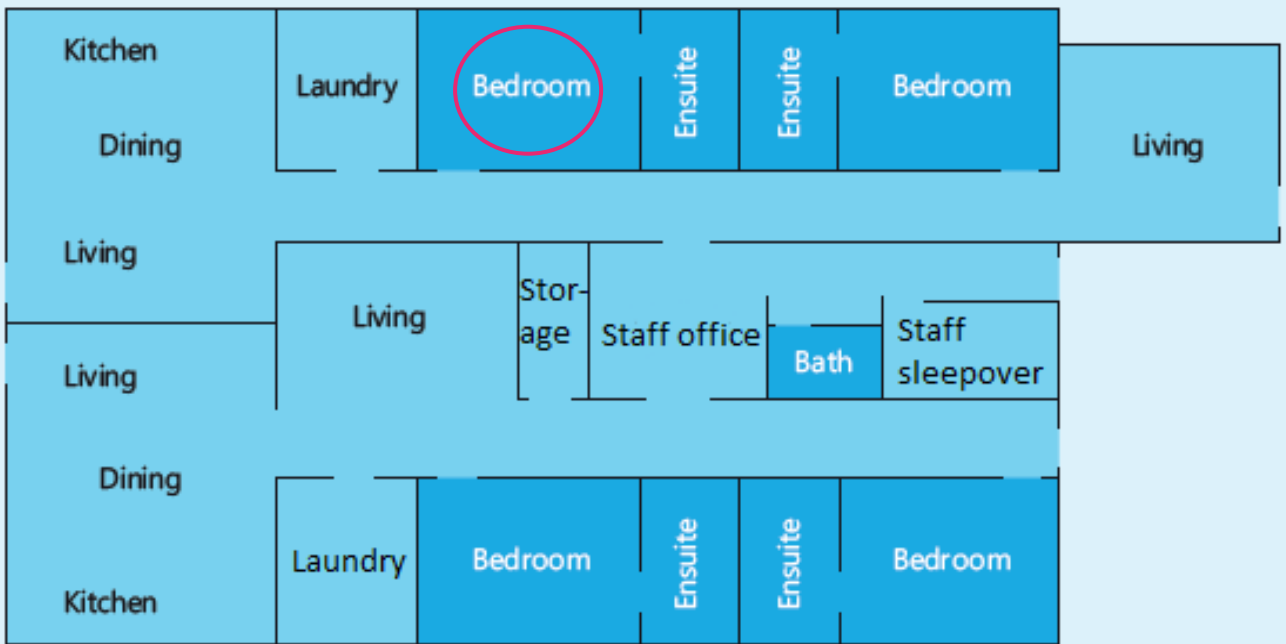 Kitchen
Laundry
Bedroom
Ensuite
Ensuite
Bedroom
Dining
Living
Living
Living
Stor-
age
Staff office
Bath
Staff
sleepover
Living
Dining
Laundry
Bedroom
Ensuite
Ensuite
Bedroom
Kitchen